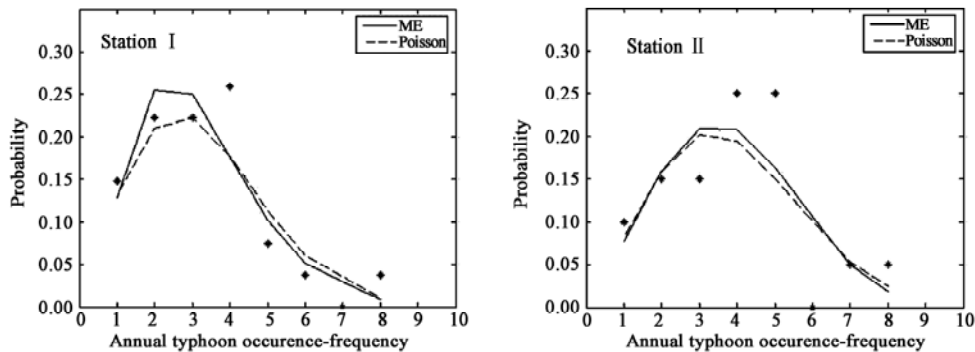 Station I
ME
Poisson
0.30
0.25
0.20
0.15
0.10
0.05
0.00
Probability
0 1 2 3 4 5 6 7 8 9 10
Annual typhoon occurence-frequency
Station II
ME
Poisson
0.30
0.25
0.20
0.15
0.10
0.05
0.00
Probability
0 1 2 3 4 5 6 7 8 9 10
Annual typhoon occurence-frequency